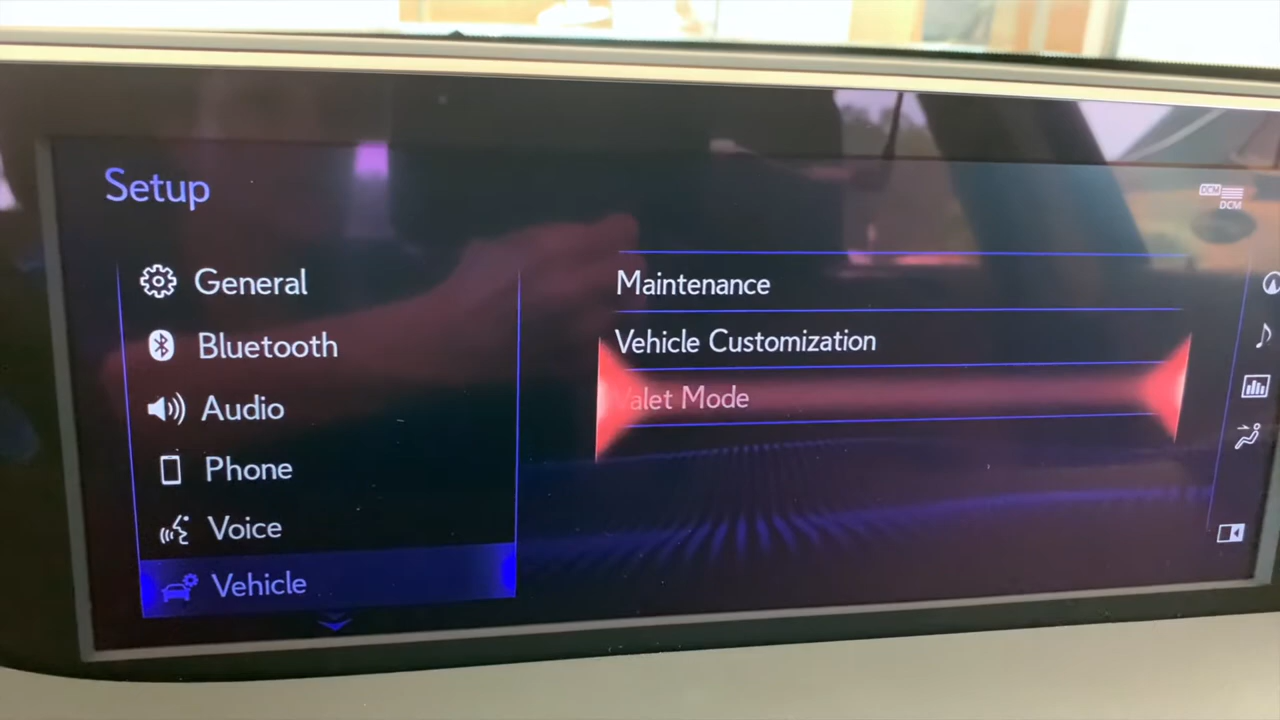 Setup
DCM
DCM
General
Bluetooth
Audio
Phone
Voice
Vehicle
Maintenance
Vehicle Customization
Valet Mode